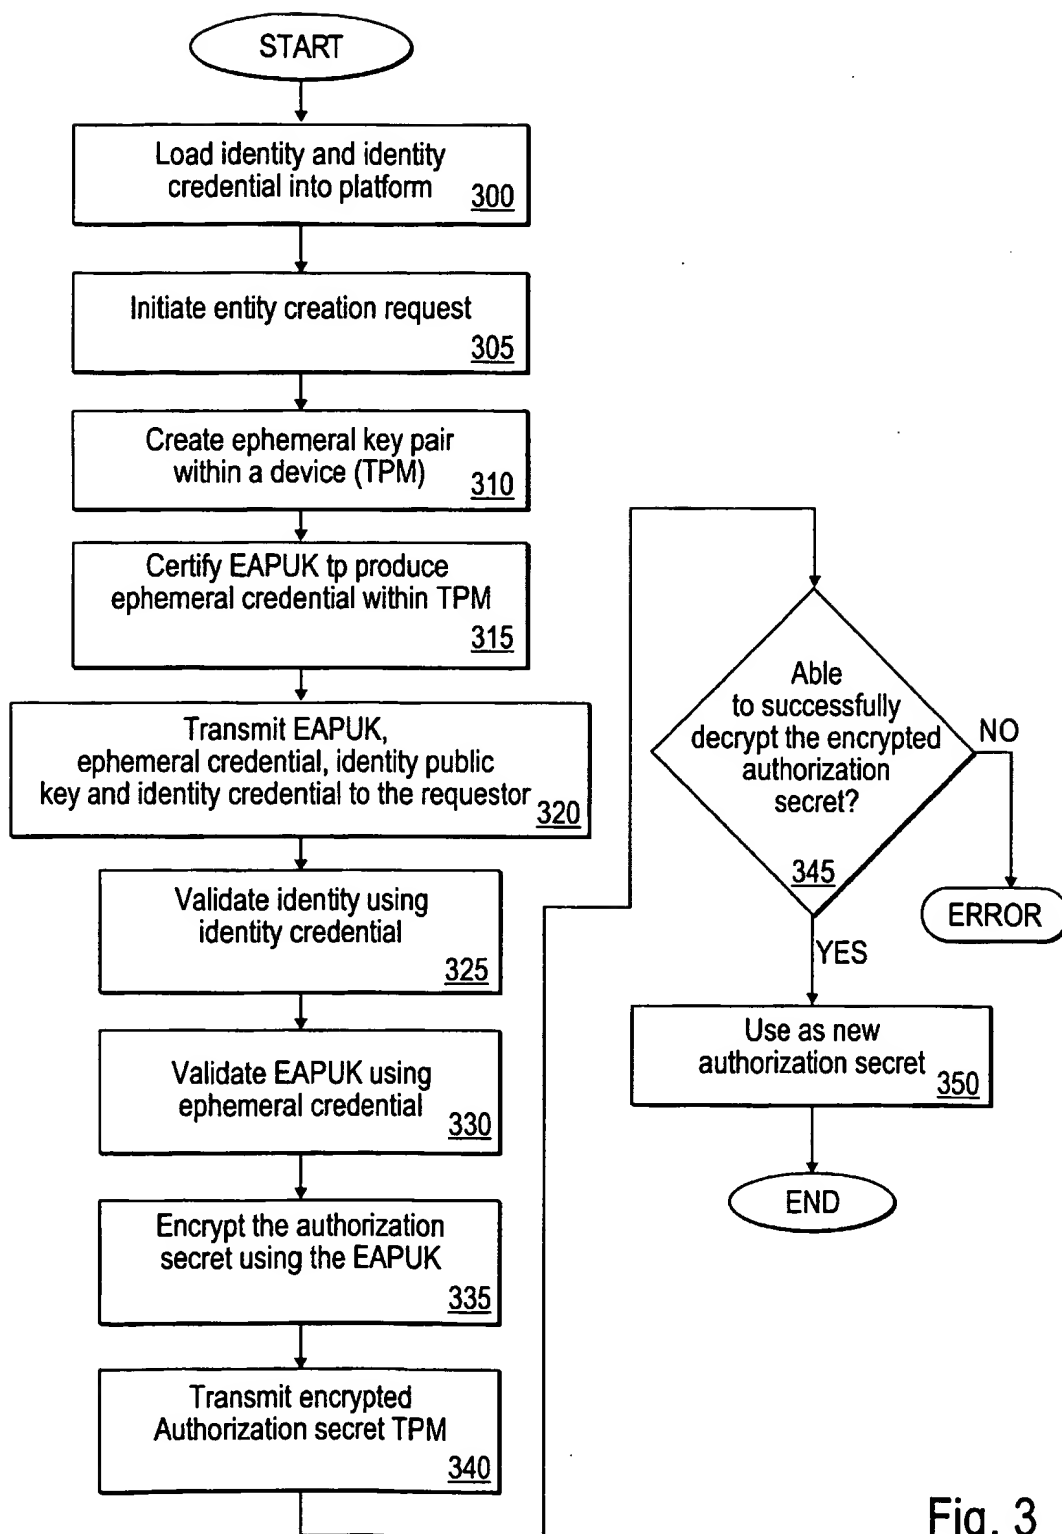 START
Load identity and identity
credential into platform
300
Initiate entity creation request
305
Create ephemeral key pair
within a device (TPM)
310
Certify EAPUK tp produce
ephemeral credential within TPM
315
Transmit EAPUK,
ephemeral credential, identity public
key and identity credential to the requestor
320
Validate identity using
identity credential
325
Validate EAPUK using
ephemeral credential
330
Encrypt the authorization
secret using the EAPUK
335
Transmit encrypted
Authorization secret TPM
340
Able
to successfully
decrypt the encrypted
authorization
secret?
345
NO
ERROR
YES
Use as new
authorization secret
350
END
Fig. 3